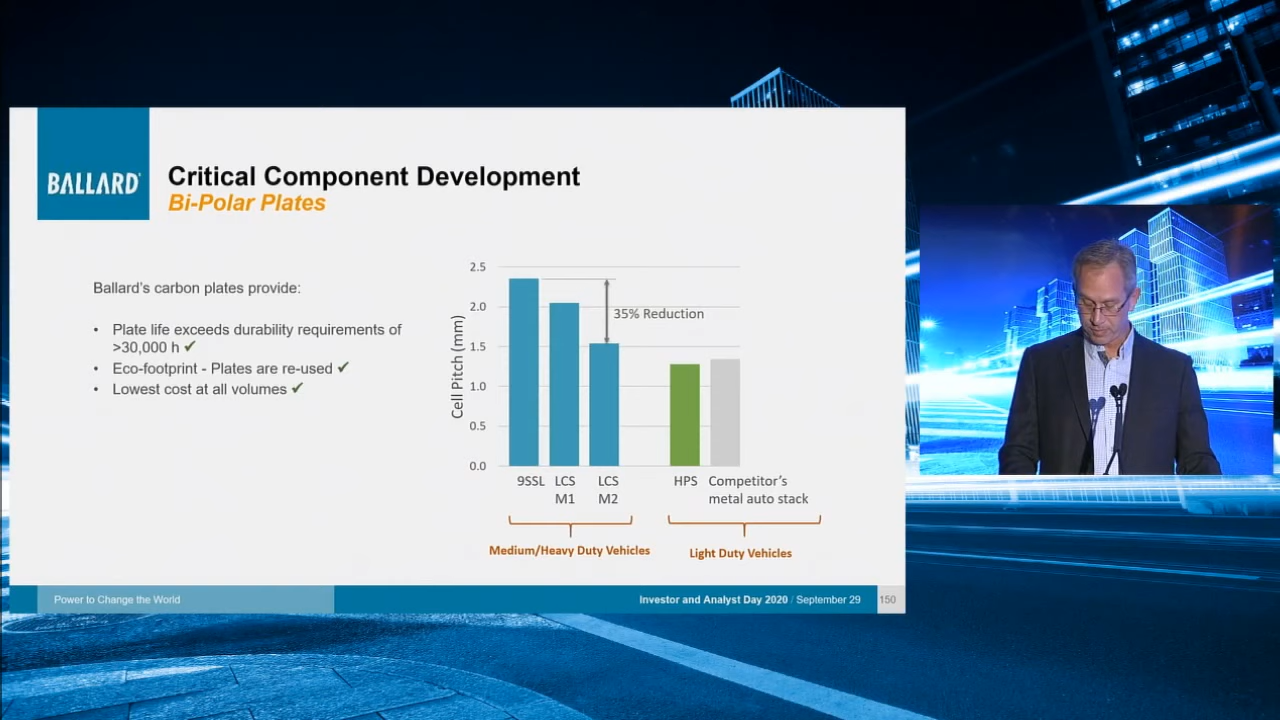 BALLARD
Critical Component Development
Bi-Polar Plates
Ballard's carbon plates provide:
• Plate life exceeds durability requirements of
>30,000 h ✔
• Eco-footprint - Plates are re-used ✔
• Lowest cost at all volumes ✔
Cell Pitch (mm)
2.5
2.0
1.5
1.0
0.5
0.0
35% Reduction
9SSL
LCS
M1
LCS
M2
HPS
Competitor's
metal auto stack
Medium/Heavy Duty Vehicles
Light Duty Vehicles
Power to Change the World
Investor and Analyst Day 2020 / September 29
150